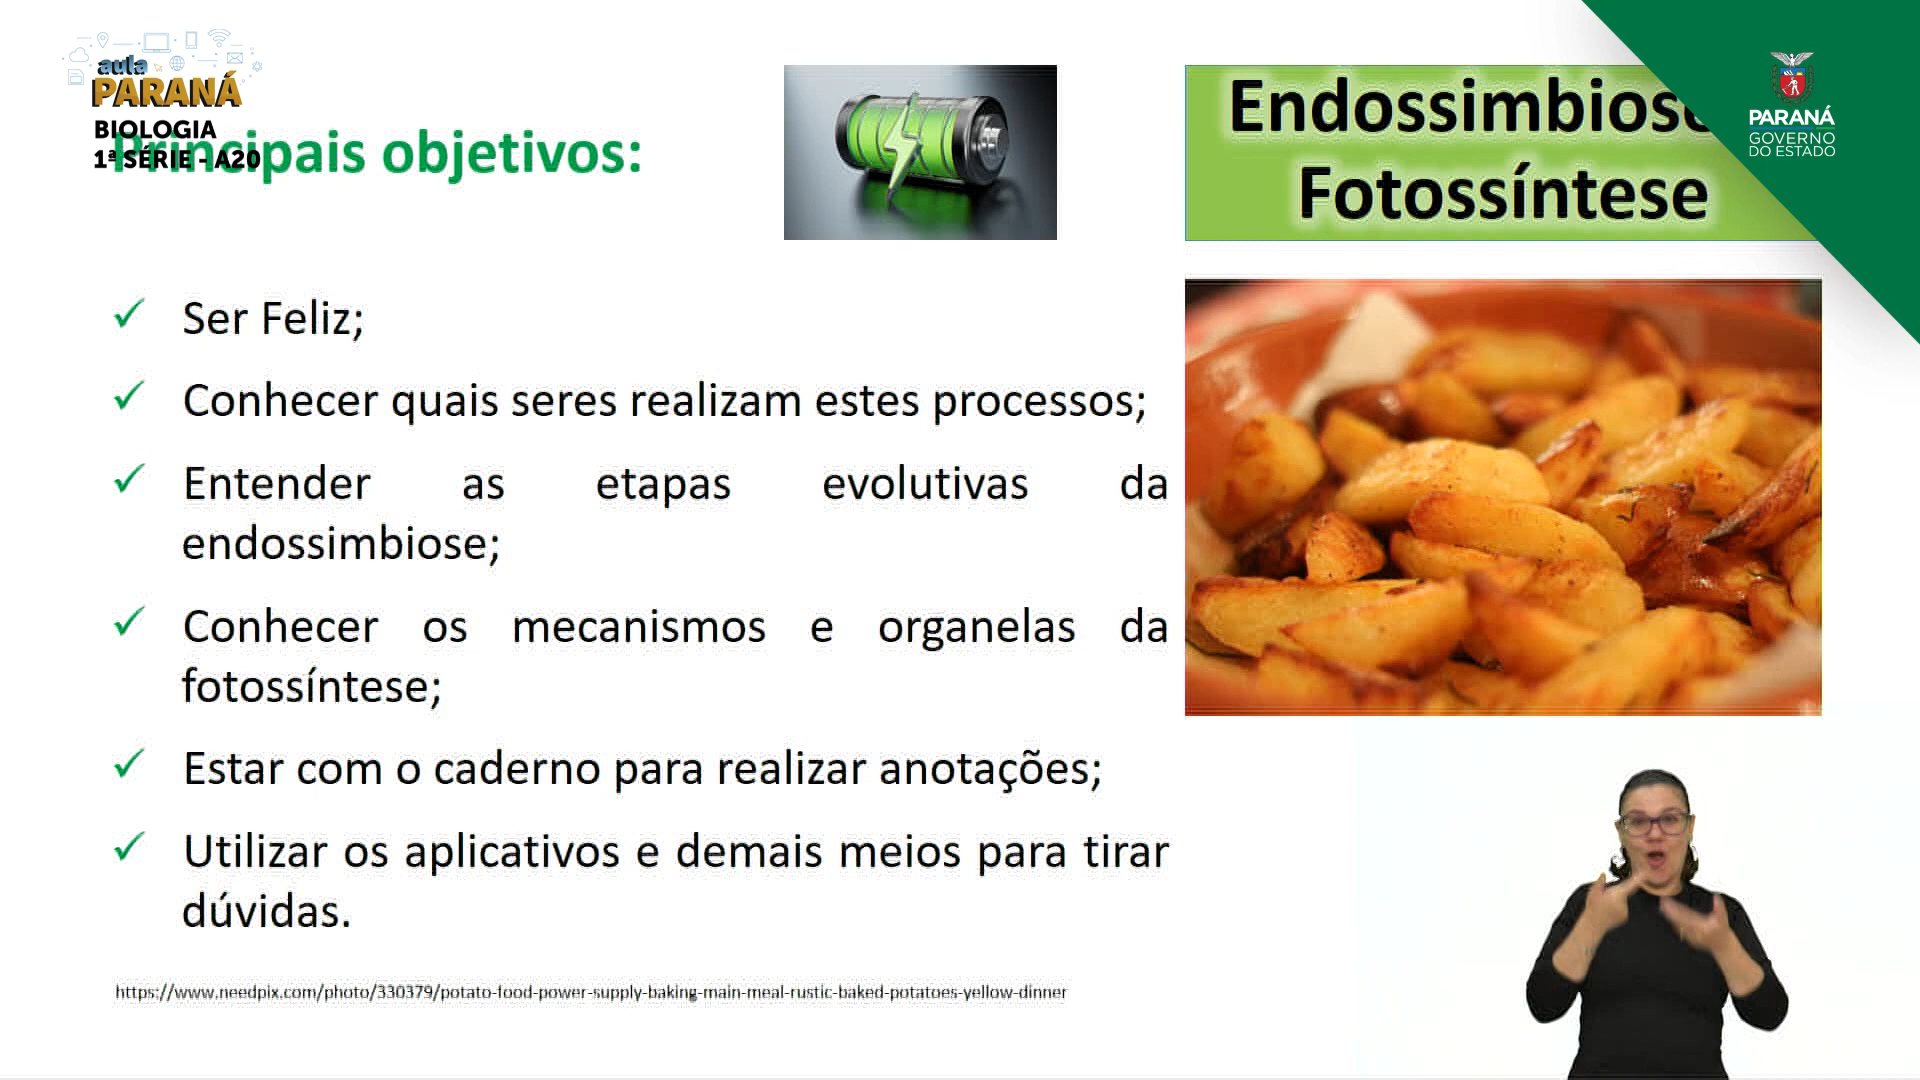 aula
PARANÁ
BIOLOGIA
1ª SÉRIE - A20
Principais objetivos:
Endossimbiose
Fotossíntese
PARANÁ
GOVERNO
DO ESTADO
Ser Feliz;
Conhecer quais seres realizam estes processos;
Entender as etapas evolutivas da
endossimbiose;
Conhecer os mecanismos e organelas da
fotossíntese;
Estar com o caderno para realizar anotações;
Utilizar os aplicativos e demais meios para tirar
dúvidas.
https://www.needpix.com/photo/330379/potato-food-power-supply-baking-main-meal-rustic-baked-potatoes-yellow-dinner